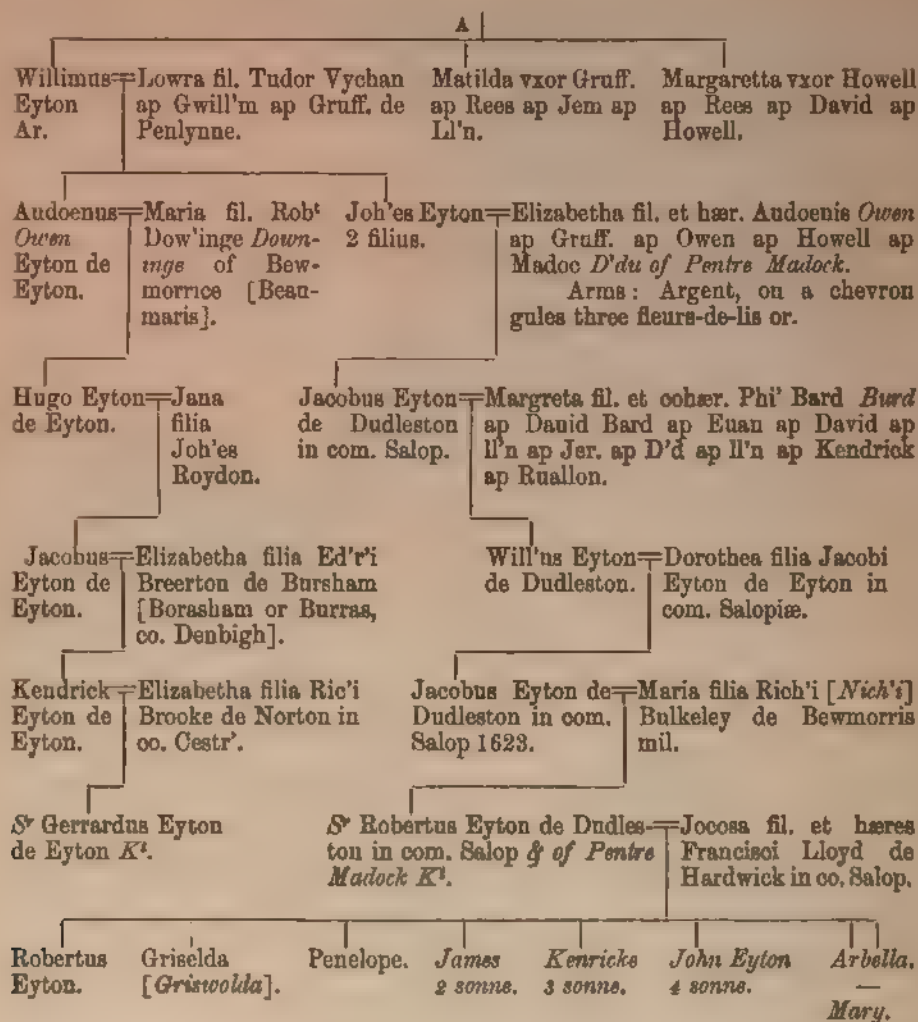 A
Willimus Eyton Ar.
Lowra fil. Tudor Vychan
ap Gwill'm ap Gruff. de
Penlynne.
Matilda vxor Gruff.
ap Rees ap Jem ap
Ll'n.
Margaretta vxor Howell
ap Rees ap David ap
Howell.
Audoenus
Owen
Eyton de
Eyton.
Maria fil. Robt
Dow'inge Down-
inge of Bew-
morrice [Beau-
maris].
Joh'es Eyton
2 filius.
Elizabetha fil. et hær. Audoenis Owen
ap Gruff. ap Owen ap Howell ap
Madoc D'du of Pentre Madock.
Arms: Argent, on a chevron
gules three fleurs-de-lis or.
Hugo Eyton
de Eyton.
Jana
filia
Joh'es
Roydon.
Jacobus Eyton
de Dudleston
in com. Salop.
Margreta fil. et cohær. Phi' Bard Burd
ap Dauid Bard ap Euan ap David ap
ll'n ap Jer. ap D'd ap ll'n ap Kendrick
ap Ruallon.
Jacobus
Eyton de
Eyton.
Elizabetha filia Ed'r'i
Breerton de Bursham
[Borasham or Burras,
co. Denbigh].
Will'us Eyton
de Dudleston.
Dorothea filia Jacobi
Eyton de Eyton in
com. Salopiæ.
Kendrick
Eyton de
Eyton.
Elizabetha filia Ric'i
Brooke de Norton in
co. Cestr'.
Jacobus Eyton de
Dudleston in com.
Salop 1623.
Maria filia Rich'i [Nich'i]
Bulkeley de Bewmorris
mil.
Sr Gerrardus Eyton
de Eyton Kt.
Sr Robertus Eyton de Dudles-
ton in com. Salop & of Pentre
Madock Kt.
Jocosa fil. et hæres
Francisci Lloyd de
Hardwick in co. Salop.
Robertus
Eyton.
Griselda
[Griswolda].
Penelope.
James
2 sonne.
Kenricke
3 sonne.
John Eyton
4 sonne.
Arbella.
—
Mary.